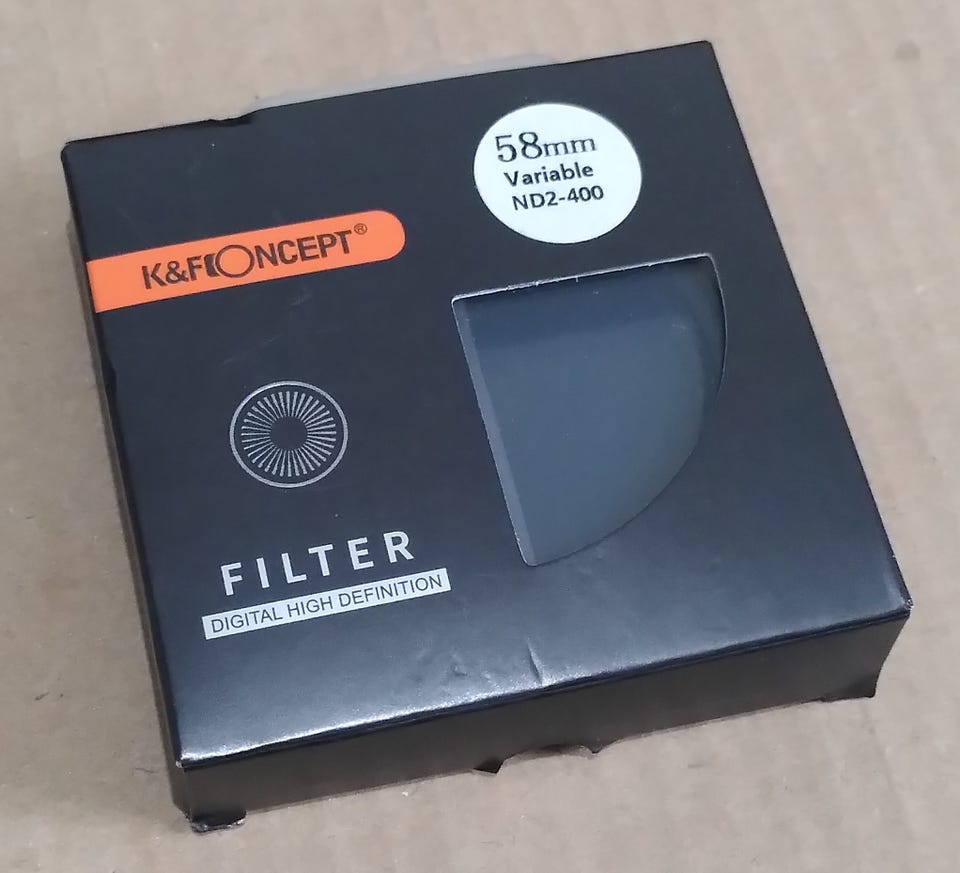 58mm
Variable
ND2-400
K&F CONCEPT®
FILTER
DIGITAL HIGH DEFINITION